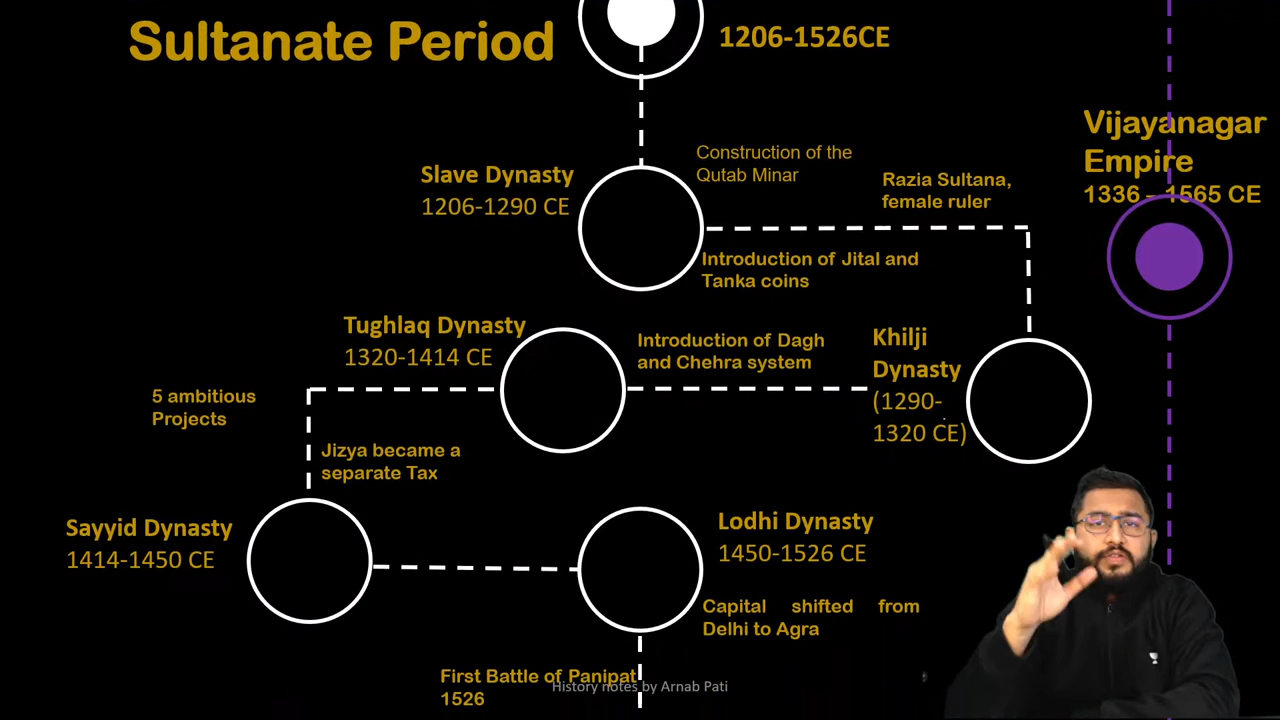 Sultanate Period
1206-1526CE
Vijayanagar
Empire
1336 – 1565 CE
Slave Dynasty
1206-1290 CE
Construction of the
Qutab Minar
Razia Sultana,
female ruler
Introduction of Jital and
Tanka coins
Tughlaq Dynasty
1320-1414 CE
Introduction of Dagh
and Chehra system
Khilji
Dynasty
(1290-
1320 CE)
5 ambitious
Projects
Jizya became a
separate Tax
Sayyid Dynasty
1414-1450 CE
Lodhi Dynasty
1450-1526 CE
Capital shifted from
Delhi to Agra
First Battle of Panipat
1526
History notes by Arnab Pati